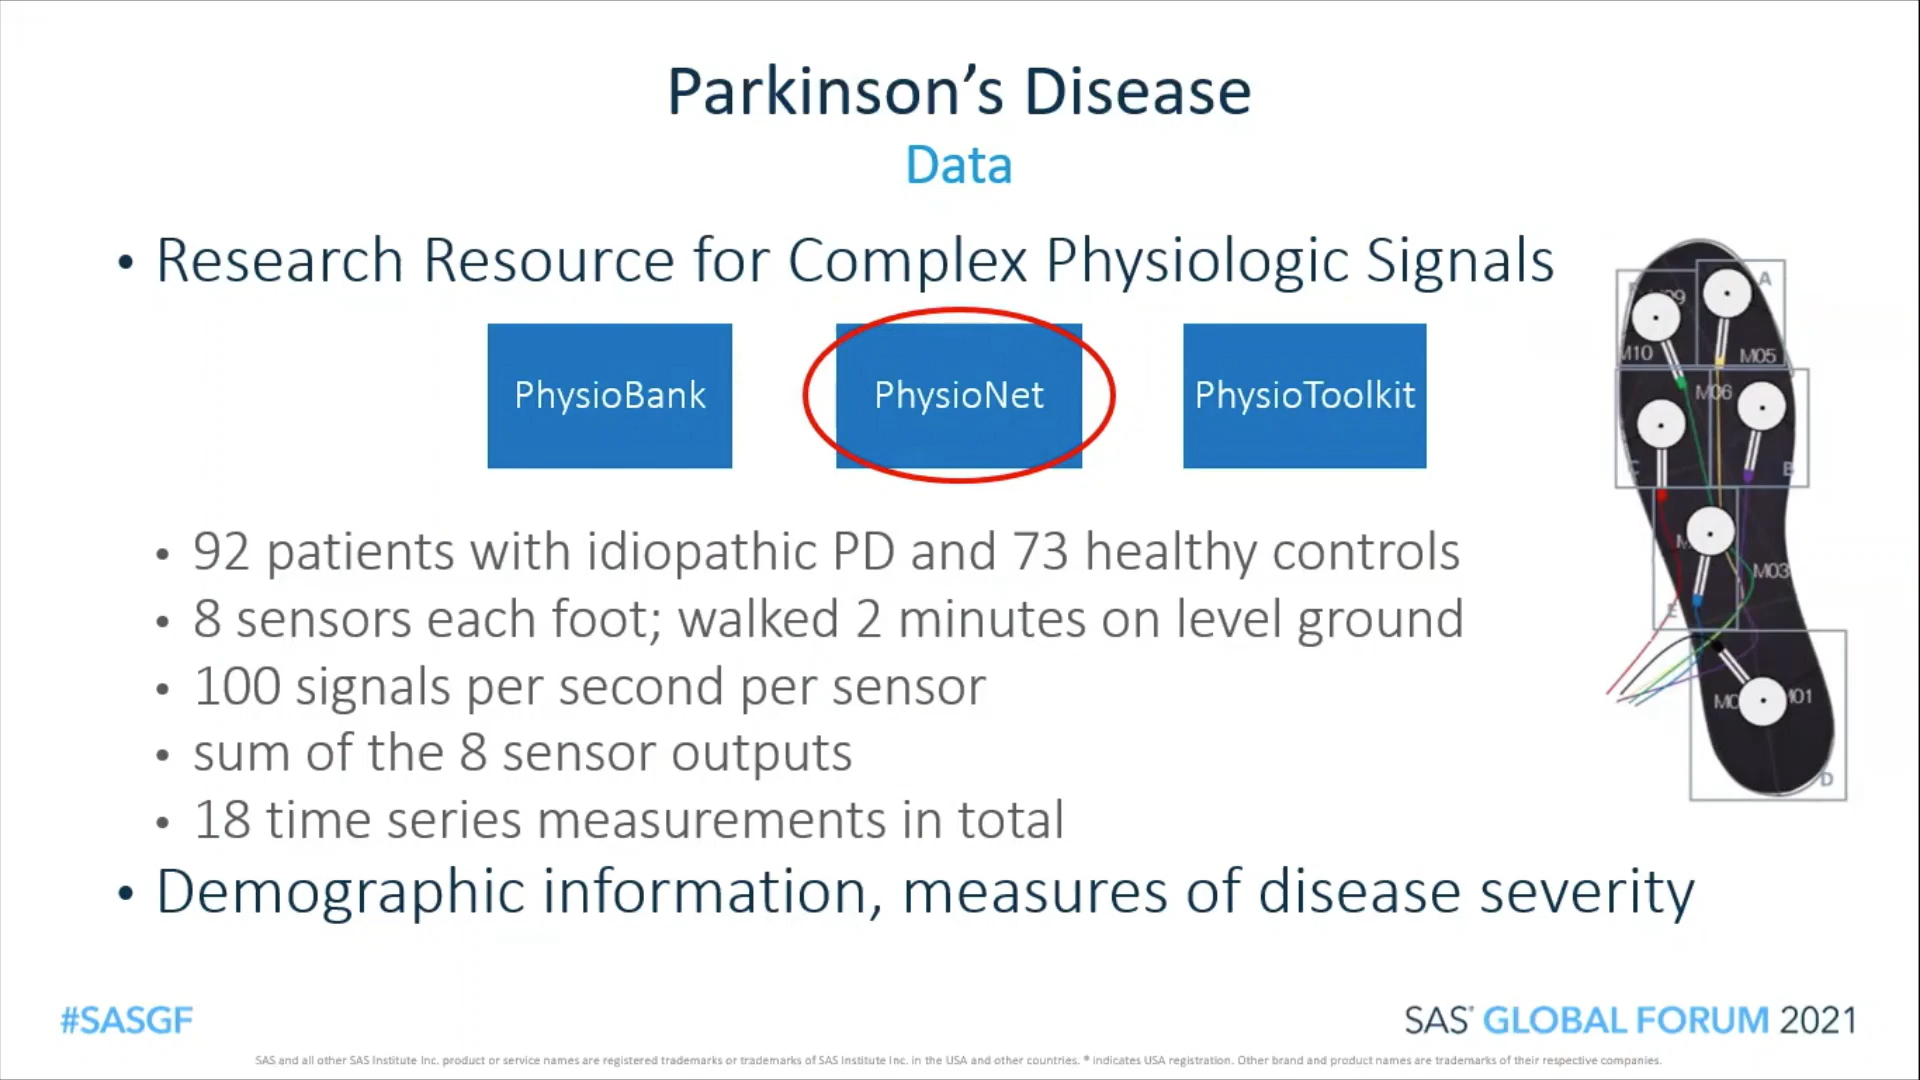 Parkinson’s Disease
Data
• Research Resource for Complex Physiologic Signals
PhysioBank
PhysioNet
PhysioToolkit
• 92 patients with idiopathic PD and 73 healthy controls
• 8 sensors each foot; walked 2 minutes on level ground
• 100 signals per second per sensor
• sum of the 8 sensor outputs
• 18 time series measurements in total
• Demographic information, measures of disease severity
A
M10
M05
M06
C
B
M03
E
M01
D
#SASGF
SAS® GLOBAL FORUM 2021
SAS and all other SAS Institute Inc. product or service names are registered trademarks or trademarks of SAS Institute Inc. in the USA and other countries. ® indicates USA registration. Other brand and product names are trademarks of their respective companies.